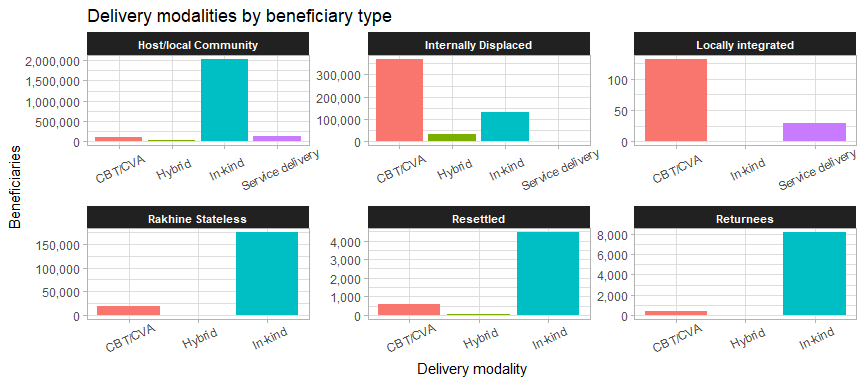 Delivery modalities by beneficiary type
Host/local Community
Internally Displaced
Locally integrated
2,000,000
1,500,000
1,000,000
500,000
0
300,000
200,000
100,000
0
100
50
0
CBT/CVA
Hybrid
In-kind
Service delivery
CBT/CVA
Hybrid
In-kind
Service delivery
CBT/CVA
In-kind
Service delivery
Beneficiaries
Rakhine Stateless
Resettled
Returnees
150,000
100,000
50,000
0
4,000
3,000
2,000
1,000
0
8,000
6,000
4,000
2,000
0
CBT/CVA
Hybrid
In-kind
CBT/CVA
Hybrid
In-kind
CBT/CVA
Hybrid
In-kind
Delivery modality